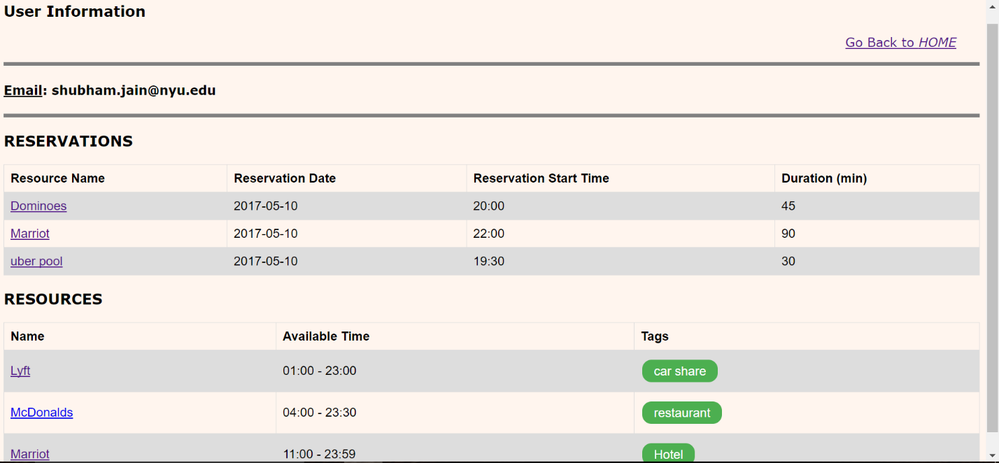 User Information
Go Back to HOME
Email: shubham.jain@nyu.edu
RESERVATIONS
Resource Name Reservation Date Reservation Start Time Duration (min)
Dominoes 2017-05-10 20:00 45
Marriot 2017-05-10 22:00 90
uber pool 2017-05-10 19:30 30
RESOURCES
Name Available Time Tags
Lyft 01:00 - 23:00 car share
McDonalds 04:00 - 23:30 restaurant
Marriot 11:00 - 23:59 Hotel